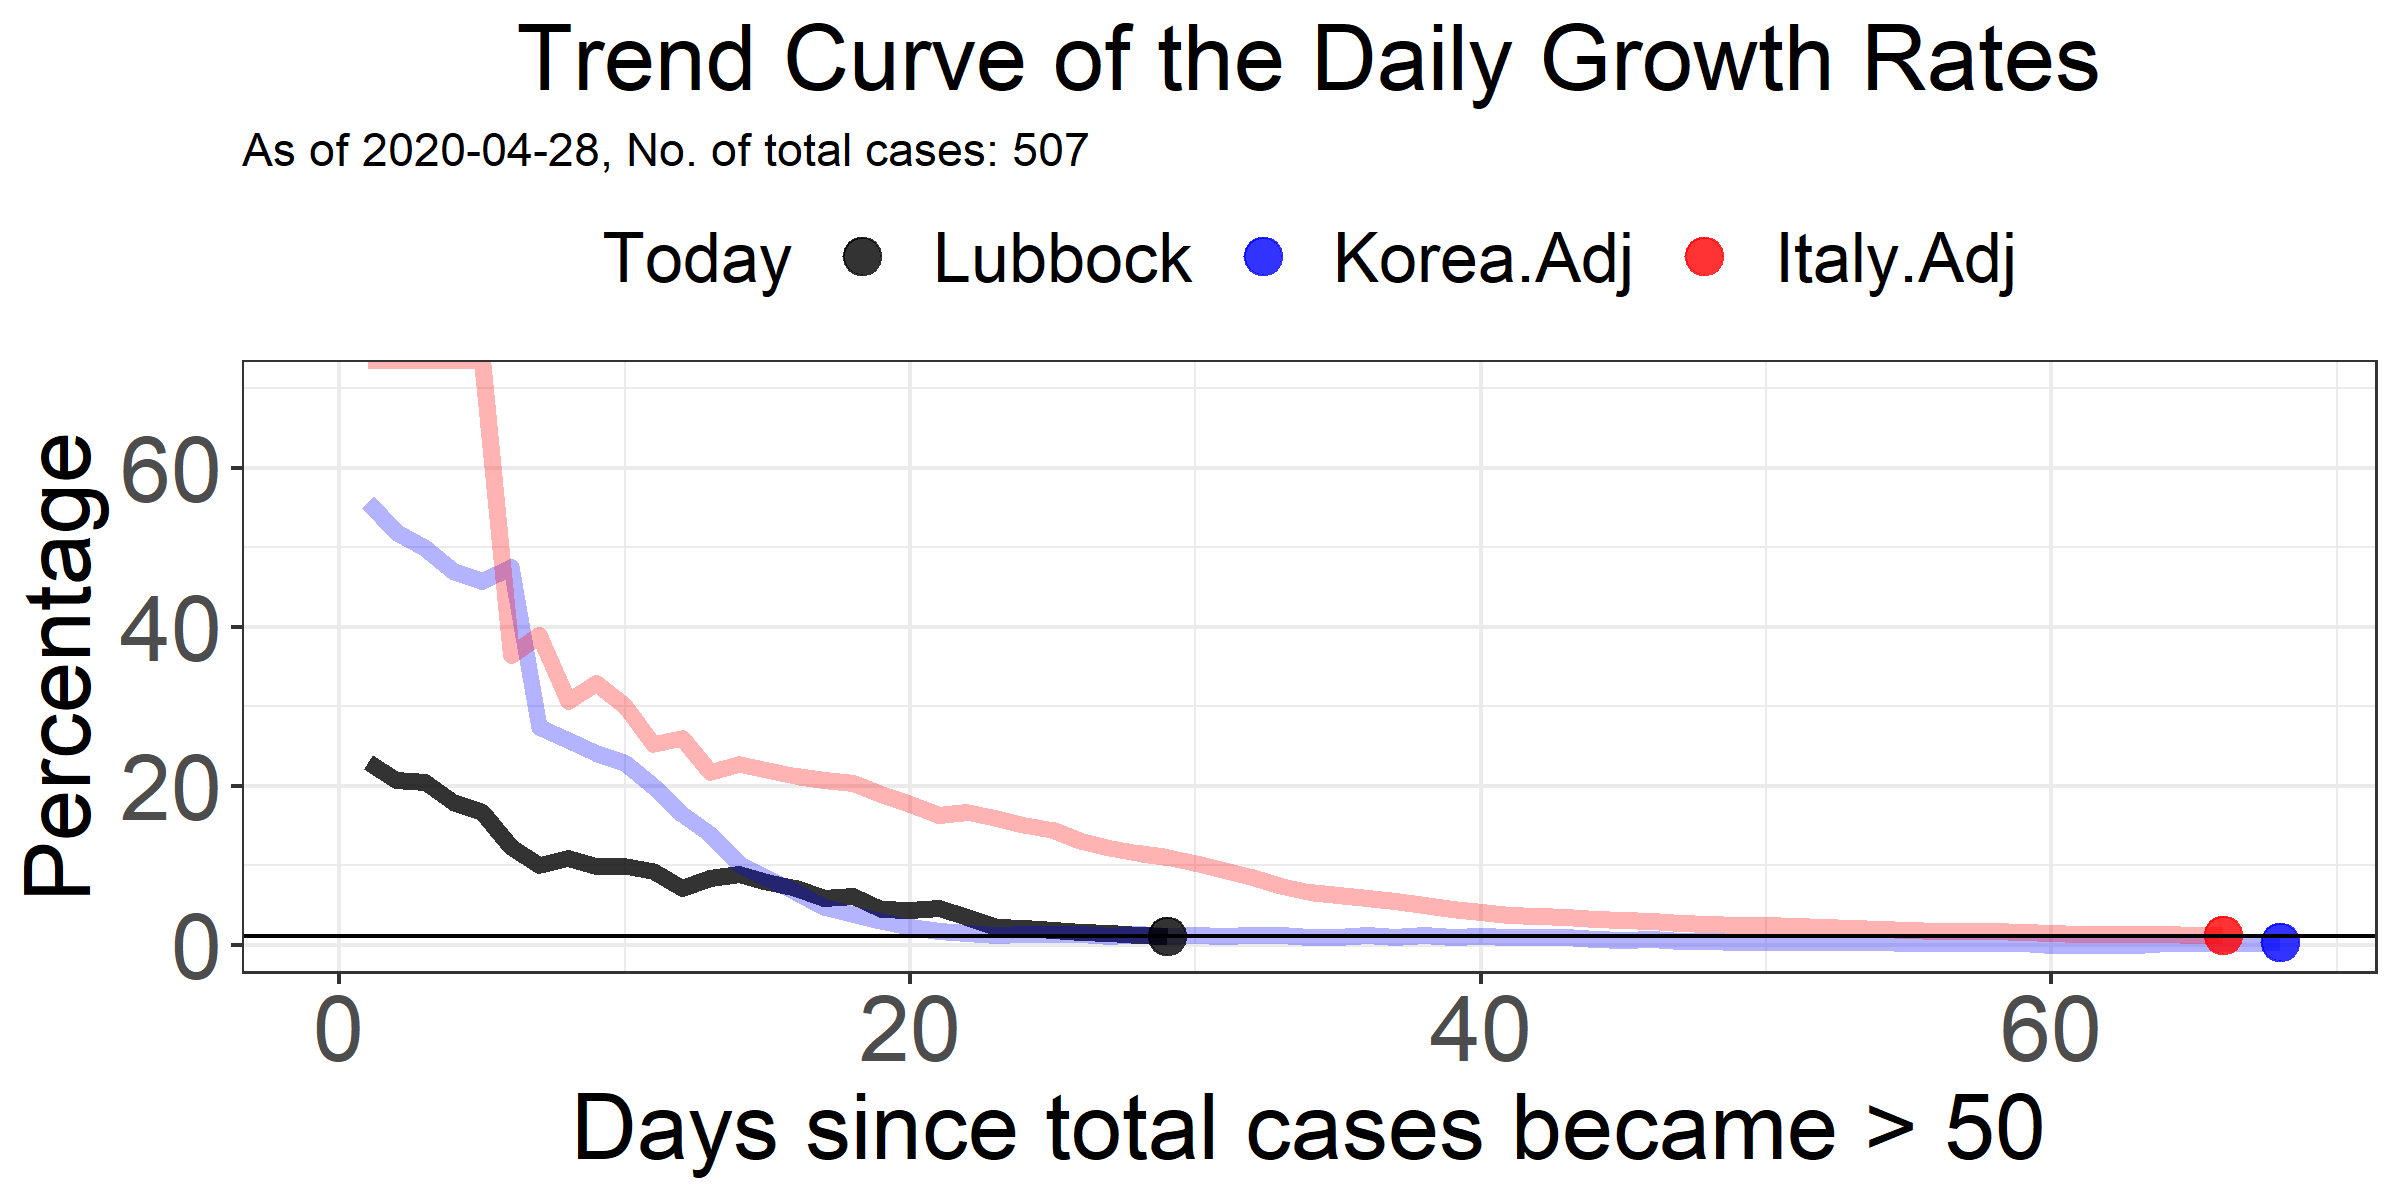 Trend Curve of the Daily Growth Rates
As of 2020-04-28, No. of total cases: 507
Today Lubbock Korea.Adj Italy.Adj
Percentage
60
40
20
0
0 20 40 60
Days since total cases became > 50